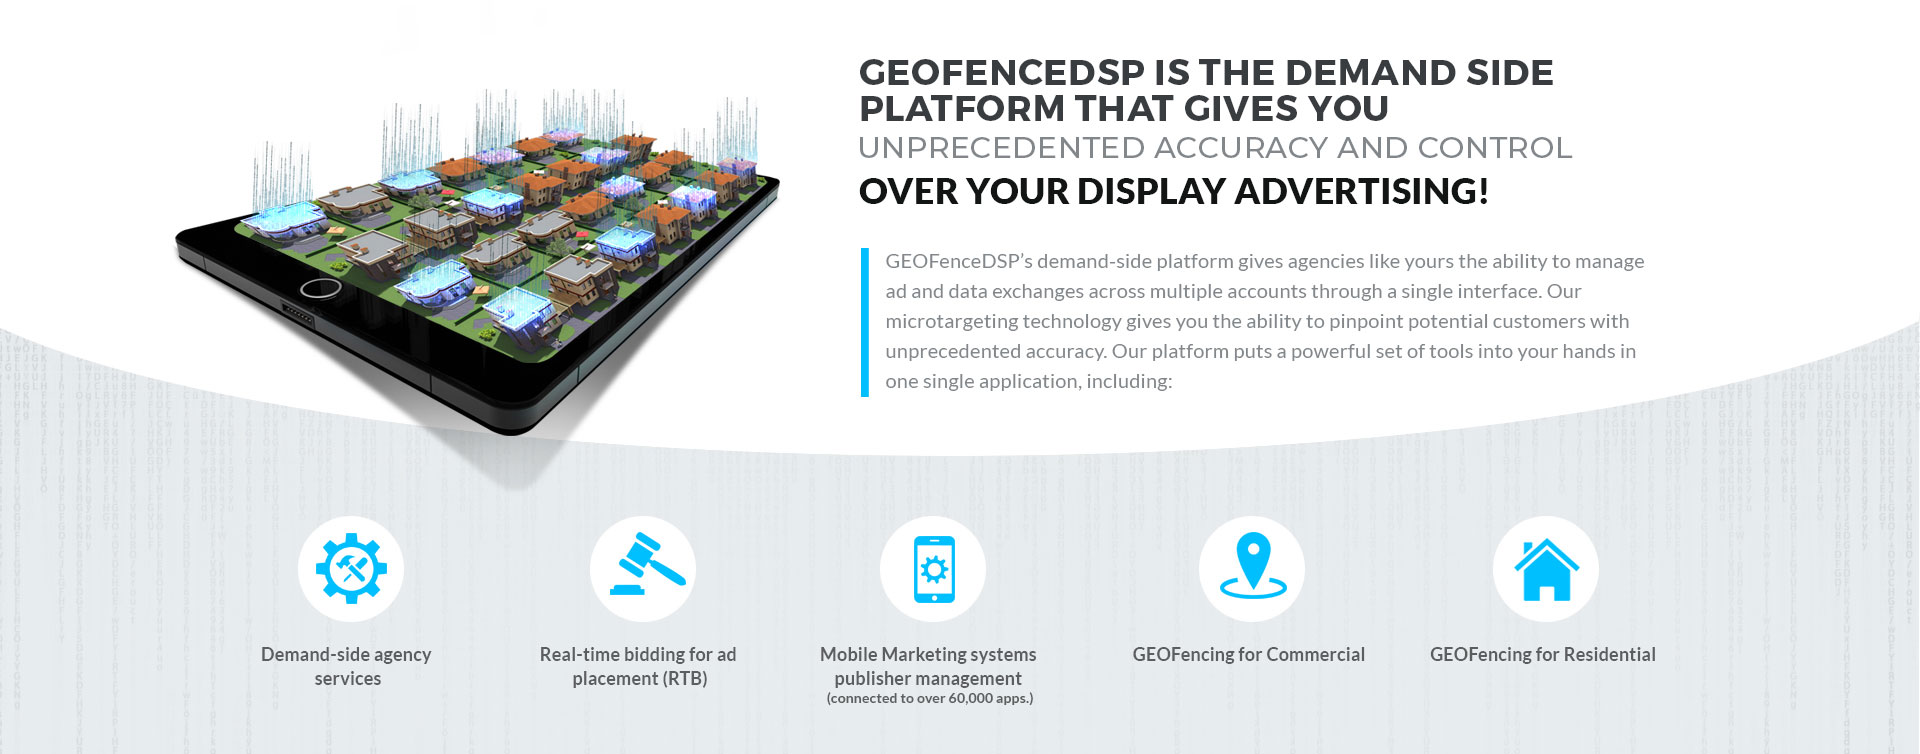 GEOFENCEDSP IS THE DEMAND SIDE
PLATFORM THAT GIVES YOU
UNPRECEDENTED ACCURACY AND CONTROL
OVER YOUR DISPLAY ADVERTISING!
GEOFenceDSP’s demand-side platform gives agencies like yours the ability to manage
ad and data exchanges across multiple accounts through a single interface. Our
microtargeting technology gives you the ability to pinpoint potential customers with
unprecedented accuracy. Our platform puts a powerful set of tools into your hands in
one single application, including:
Demand-side agency
services
Real-time bidding for ad
placement (RTB)
Mobile Marketing systems
publisher management
(connected to over 60,000 apps.)
GEOFencing for Commercial
GEOFencing for Residential